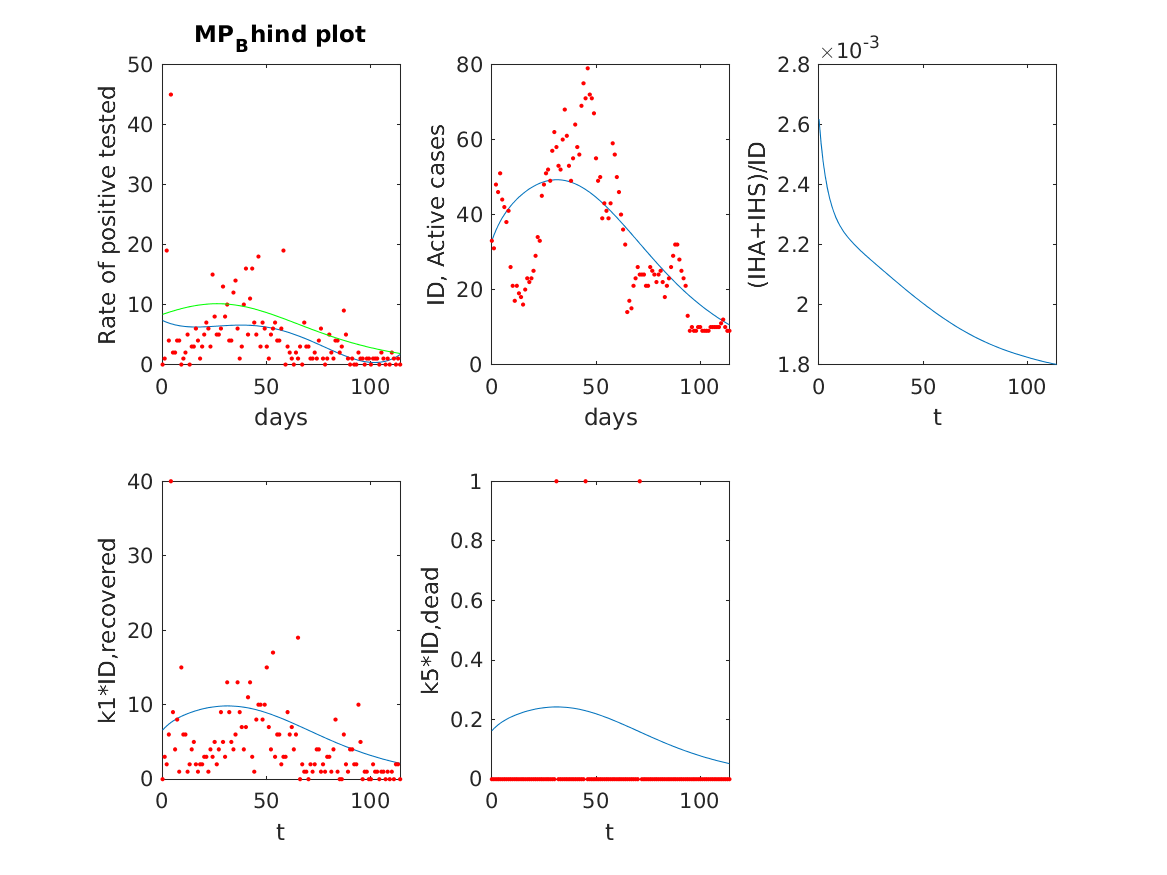 MP_Bhind plot
50
40
30
20
10
0
0 50 100
days
Rate of positive tested
80
60
40
20
0
0 50 100
days
ID, Active cases
×10^-3
2.8
2.6
2.4
2.2
2
1.8
0 50 100
t
(IHA+IHS)/ID
40
30
20
10
0
0 50 100
t
k1*ID,recovered
1
0.8
0.6
0.4
0.2
0
0 50 100
t
k5*ID,dead